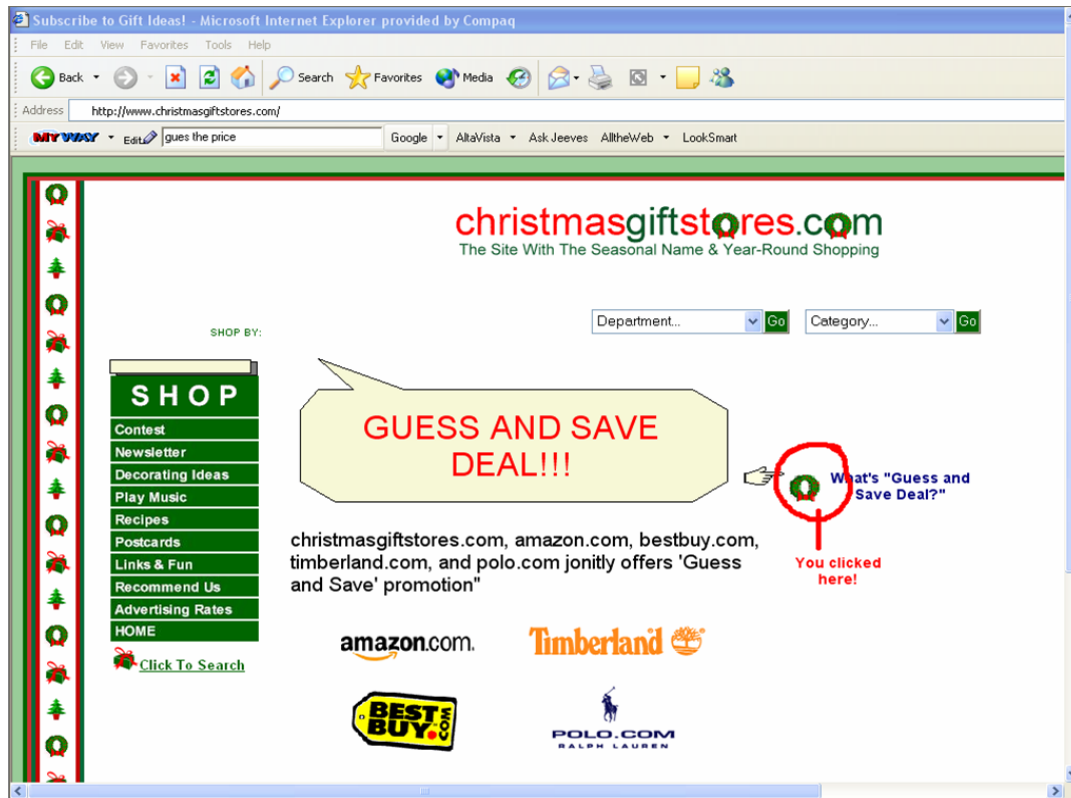 Subscribe to Gift Ideas! - Microsoft Internet Explorer provided by Compaq
File Edit View Favorites Tools Help
Back Search Favorites Media
Address http://www.christmasgiftstores.com/
MY WAY Edit gues the price Google AltaVista Ask Jeeves AlltheWeb LookSmart
christmasgiftstores.com
The Site With The Seasonal Name & Year-Round Shopping
SHOP BY: Department... Go Category... Go
SHOP
Contest
Newsletter
Decorating Ideas
Play Music
Recipes
Postcards
Links & Fun
Recommend Us
Advertising Rates
HOME
Click To Search
GUESS AND SAVE
DEAL!!!
What's "Guess and
Save Deal?"
You clicked
here!
christmasgiftstores.com, amazon.com, bestbuy.com,
timberland.com, and polo.com jonitly offers 'Guess
and Save' promotion"
amazon.com.
Timberland
BEST
BUY.COM
POLO.COM
RALPH LAUREN